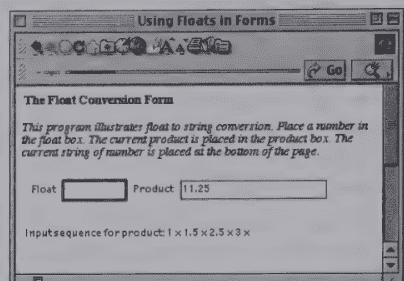 Using Floats in Forms
Go
The Float Conversion Form
This program illustrates float to string conversion. Place a number in
the float box. The current product is placed in the product box. The
current string of number is placed at the bottom of the page.
Float Product 11.25
Input sequence for product: 1 × 1.5 × 2.5 × 3 ×